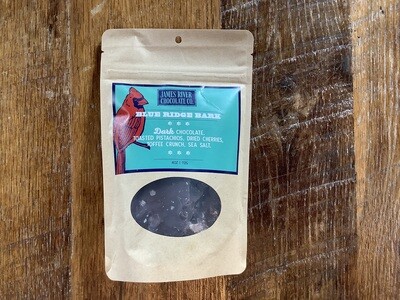 JAMES RIVER
CHOCOLATE CO.
BLUE RIDGE BARK
Dark CHOCOLATE,
TOASTED PISTACHIOS, DRIED CHERRIES,
TOFFEE CRUNCH, SEA SALT.